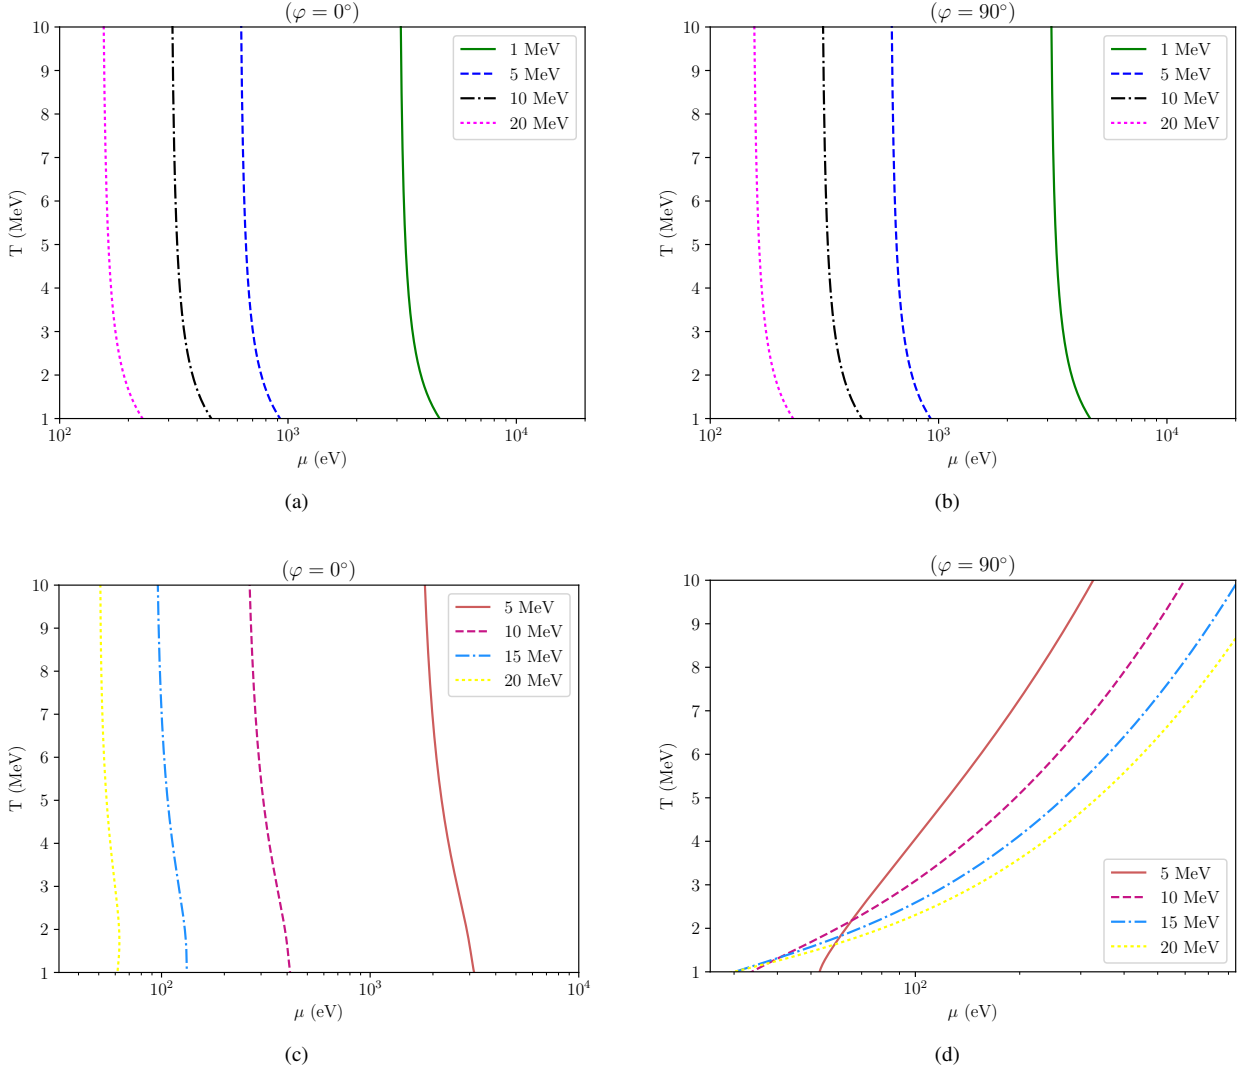 (φ = 0°)
10
9
8
7
6
5
4
3
2
1
T (MeV)
1 MeV
5 MeV
10 MeV
20 MeV
10²
10³
10⁴
μ (eV)
(a)
(φ = 90°)
10
9
8
7
6
5
4
3
2
1
T (MeV)
1 MeV
5 MeV
10 MeV
20 MeV
10²
10³
10⁴
μ (eV)
(b)
(φ = 0°)
10
9
8
7
6
5
4
3
2
1
T (MeV)
5 MeV
10 MeV
15 MeV
20 MeV
10²
10³
10⁴
μ (eV)
(c)
(φ = 90°)
10
9
8
7
6
5
4
3
2
1
T (MeV)
5 MeV
10 MeV
15 MeV
20 MeV
10²
μ (eV)
(d)